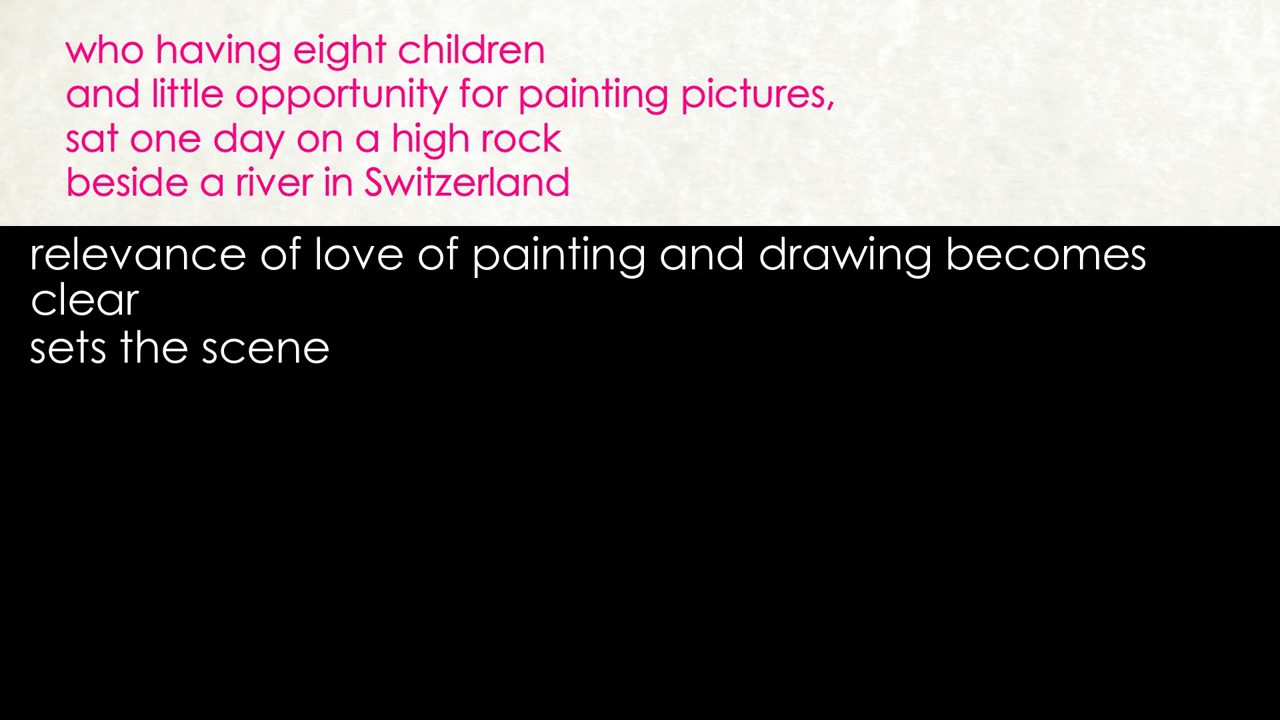 who having eight children
and little opportunity for painting pictures,
sat one day on a high rock
beside a river in Switzerland
relevance of love of painting and drawing becomes
clear
sets the scene